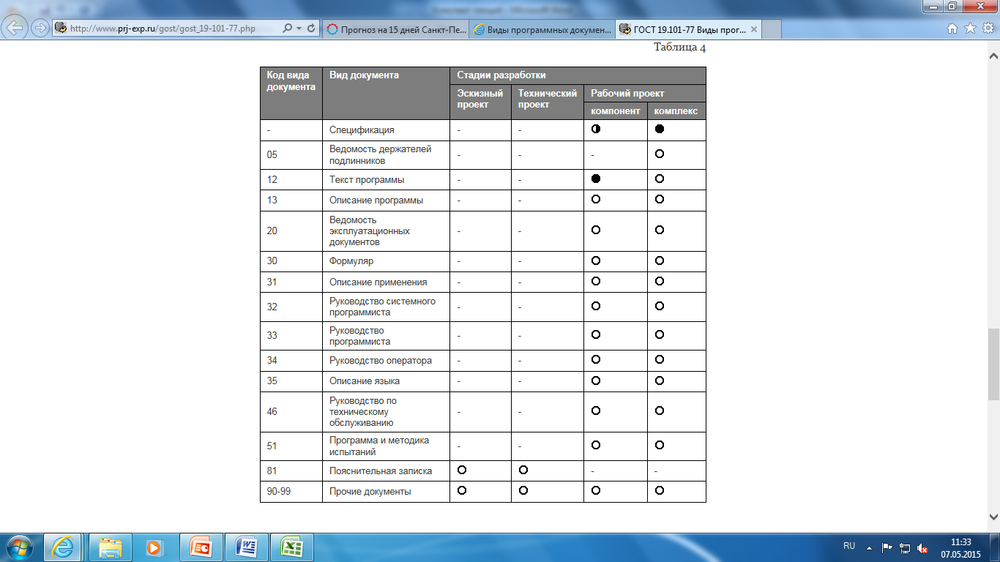 http://www.prj-exp.ru/gost/gost_19-101-77.php
Прогноз на 15 дней Санкт-Пе...
Виды программных докумен...
ГОСТ 19.101-77 Виды прог...
Таблица 4
Код вида документа
Вид документа
Стадии разработки
Эскизный проект
Технический проект
Рабочий проект
компонент
комплекс
- Спецификация - - ◑ ●
05 Ведомость держателей подлинников - - - ○
12 Текст программы - - ● ○
13 Описание программы - - ○ ○
20 Ведомость эксплуатационных документов - - ○ ○
30 Формуляр - - ○ ○
31 Описание применения - - ○ ○
32 Руководство системного программиста - - ○ ○
33 Руководство программиста - - ○ ○
34 Руководство оператора - - ○ ○
35 Описание языка - - ○ ○
46 Руководство по техническому обслуживанию - - ○ ○
51 Программа и методика испытаний - - ○ ○
81 Пояснительная записка ○ ○ - -
90-99 Прочие документы ○ ○ ○ ○
RU
11:33
07.05.2015